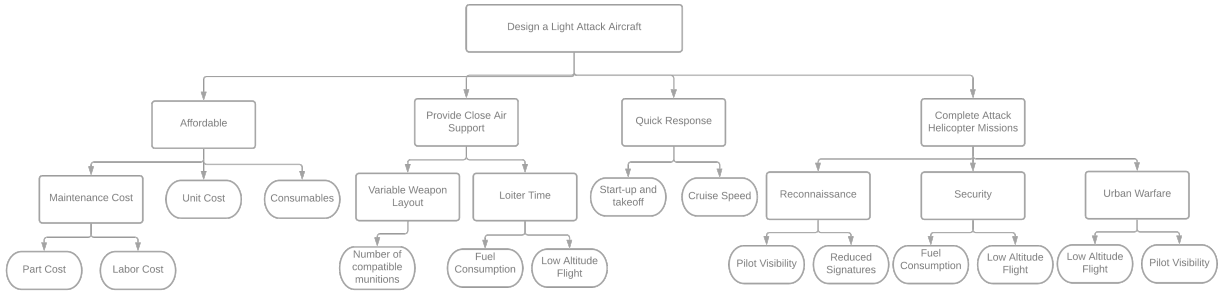 Design a Light Attack Aircraft
Affordable
Provide Close Air
Support
Quick Response
Complete Attack
Helicopter Missions
Maintenance Cost
Unit Cost
Consumables
Variable Weapon
Layout
Loiter Time
Start-up and
takeoff
Cruise Speed
Reconnaissance
Security
Urban Warfare
Part Cost
Labor Cost
Number of
compatible
munitions
Fuel
Consumption
Low Altitude
Flight
Pilot Visibility
Reduced
Signatures
Fuel
Consumption
Low Altitude
Flight
Low Altitude
Flight
Pilot Visibility